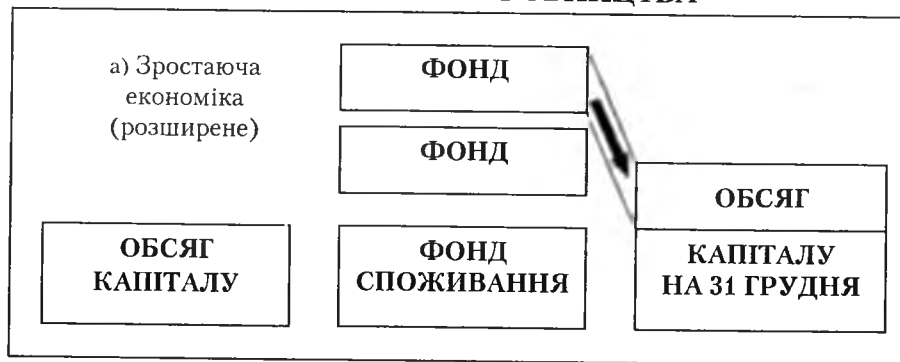 а) Зростаюча
економіка
(розширене)
ФОНД
ФОНД
ОБСЯГ
КАПІТАЛУ
ФОНД
СПОЖИВАННЯ
ОБСЯГ
КАПІТАЛУ
НА 31 ГРУДНЯ